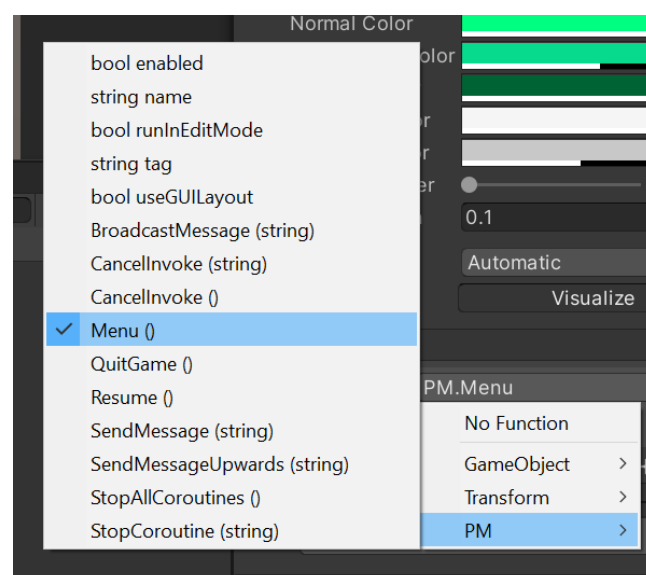 Normal Color
olor
r
r
er
0.1
Automatic
Visualize
PM.Menu
bool enabled
string name
bool runInEditMode
string tag
bool useGUILayout
BroadcastMessage (string)
CancelInvoke (string)
CancelInvoke ()
Menu ()
QuitGame ()
Resume ()
SendMessage (string)
SendMessageUpwards (string)
StopAllCoroutines ()
StopCoroutine (string)
No Function
GameObject
Transform
PM